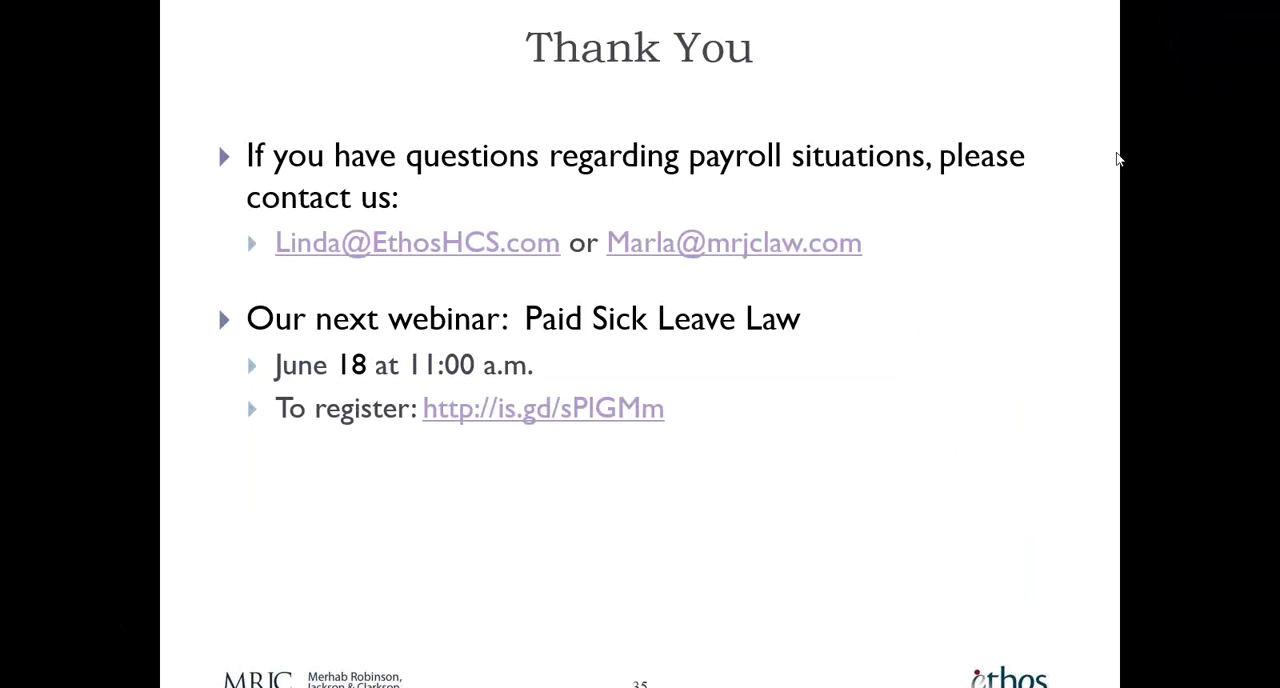 Thank You
If you have questions regarding payroll situations, please
contact us:
Linda@EthosHCS.com or Marla@mrjclaw.com
Our next webinar: Paid Sick Leave Law
June 18 at 11:00 a.m.
To register: http://is.gd/sPlGMm
MRJC Merhab Robinson,
Jackson & Clarkson
35
ethos